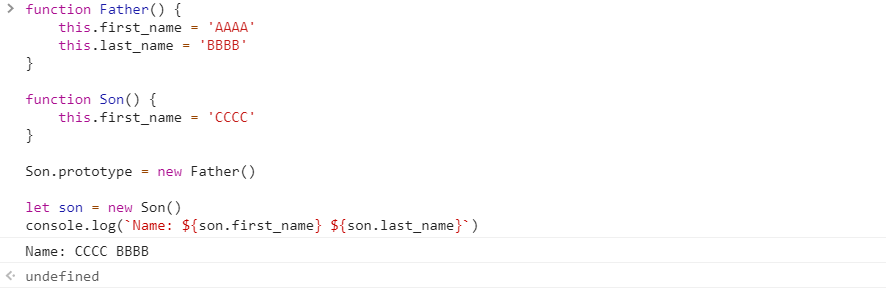 function Father() {
    this.first_name = 'AAAA'
    this.last_name = 'BBBB'
}

function Son() {
    this.first_name = 'CCCC'
}

Son.prototype = new Father()

let son = new Son()
console.log(`Name: ${son.first_name} ${son.last_name}`)
Name: CCCC BBBB
undefined